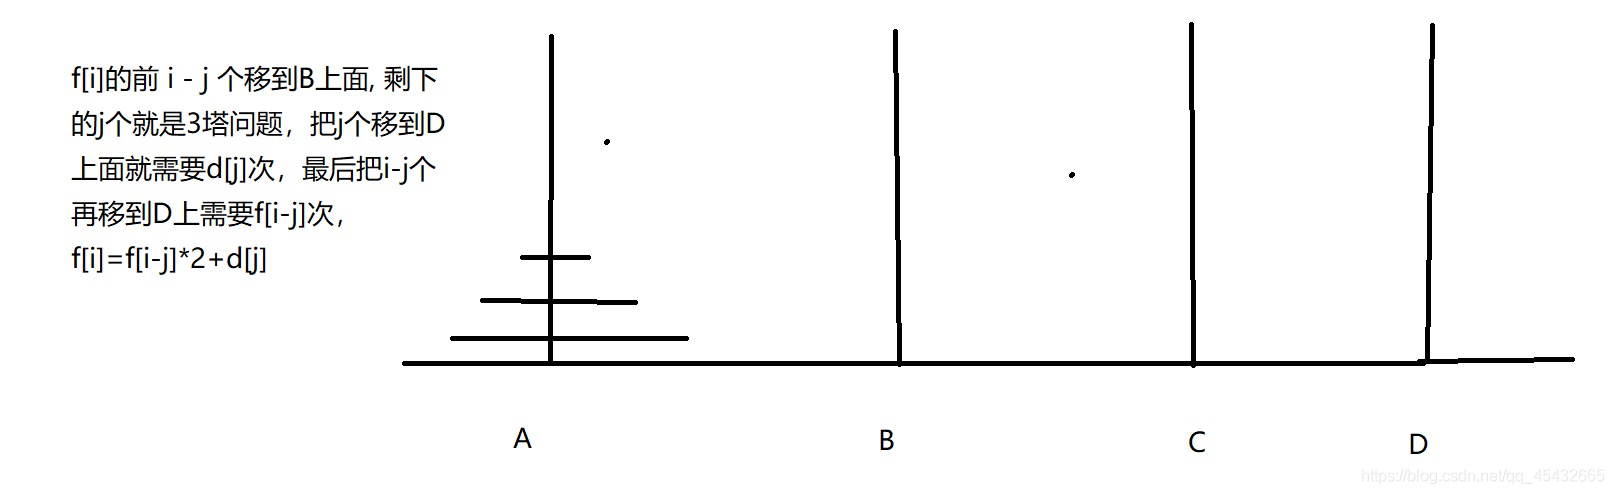 f[i]的前 i - j 个移到B上面, 剩下
的j个就是3塔问题，把j个移到D
上面就需要d[j]次，最后把i-j个
再移到D上需要f[i-j]次，
f[i]=f[i-j]*2+d[j]
A
B
C
D
https://blog.csdn.net/qq_45432665